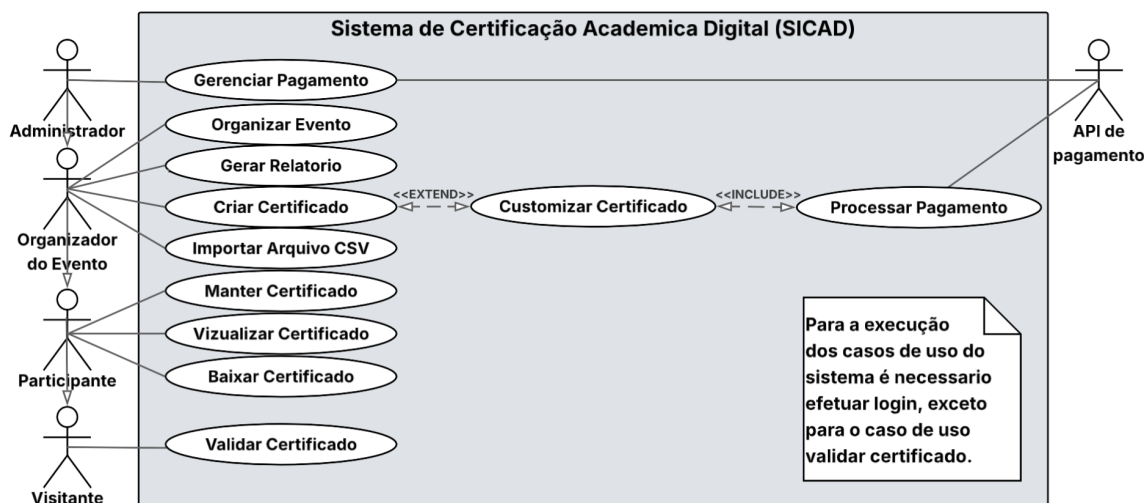 Sistema de Certificação Academica Digital (SICAD)
Gerenciar Pagamento
Administrador
API de
pagamento
Organizar Evento
Gerar Relatorio
Criar Certificado
<<EXTEND>>
Customizar Certificado
<<INCLUDE>>
Processar Pagamento
Organizador
do Evento
Importar Arquivo CSV
Manter Certificado
Vizualizar Certificado
Baixar Certificado
Participante
Validar Certificado
Visitante
Para a execução
dos casos de uso do
sistema é necessario
efetuar login, exceto
para o caso de uso
validar certificado.